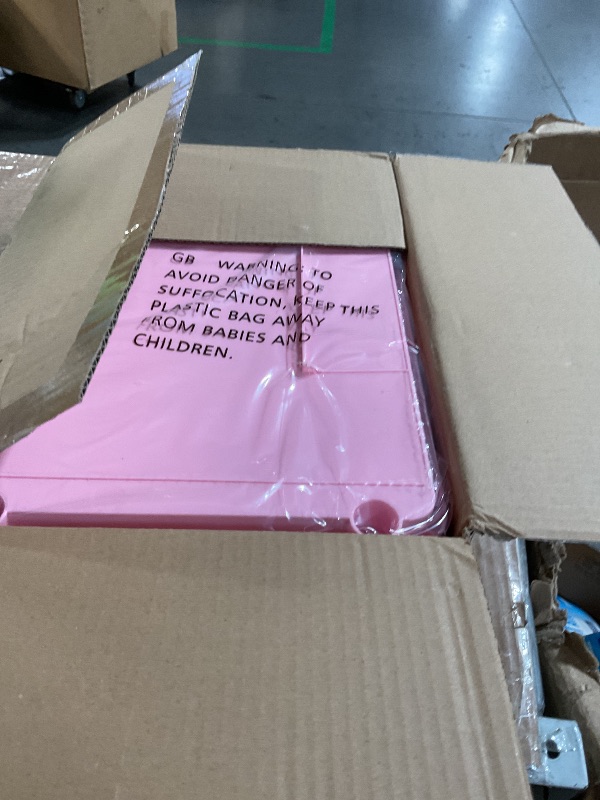 GB WARNING: TO
AVOID DANGER OF
SUFFOCATION, KEEP THIS
PLASTIC BAG AWAY
FROM BABIES AND
CHILDREN.